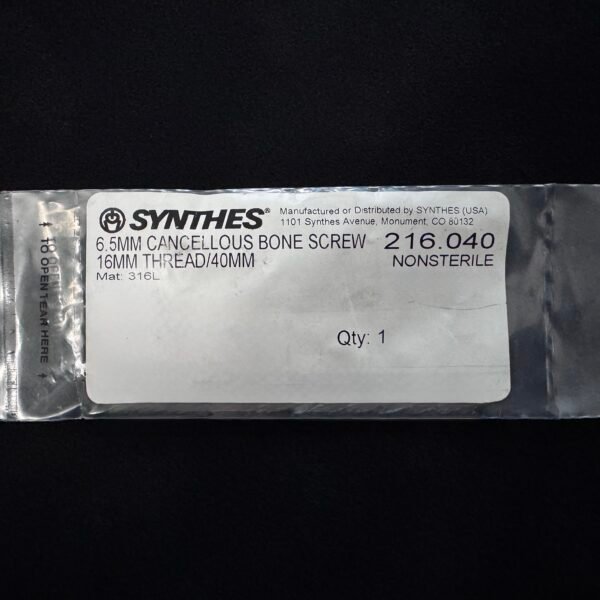 SYNTHES® Manufactured or Distributed by SYNTHES (USA)
1101 Synthes Avenue, Monument, CO 80132
6.5MM CANCELLOUS BONE SCREW 216.040
16MM THREAD/40MM NONSTERILE
Mat: 316L
Qty: 1
↑ TO OPEN TEAR HERE ↑